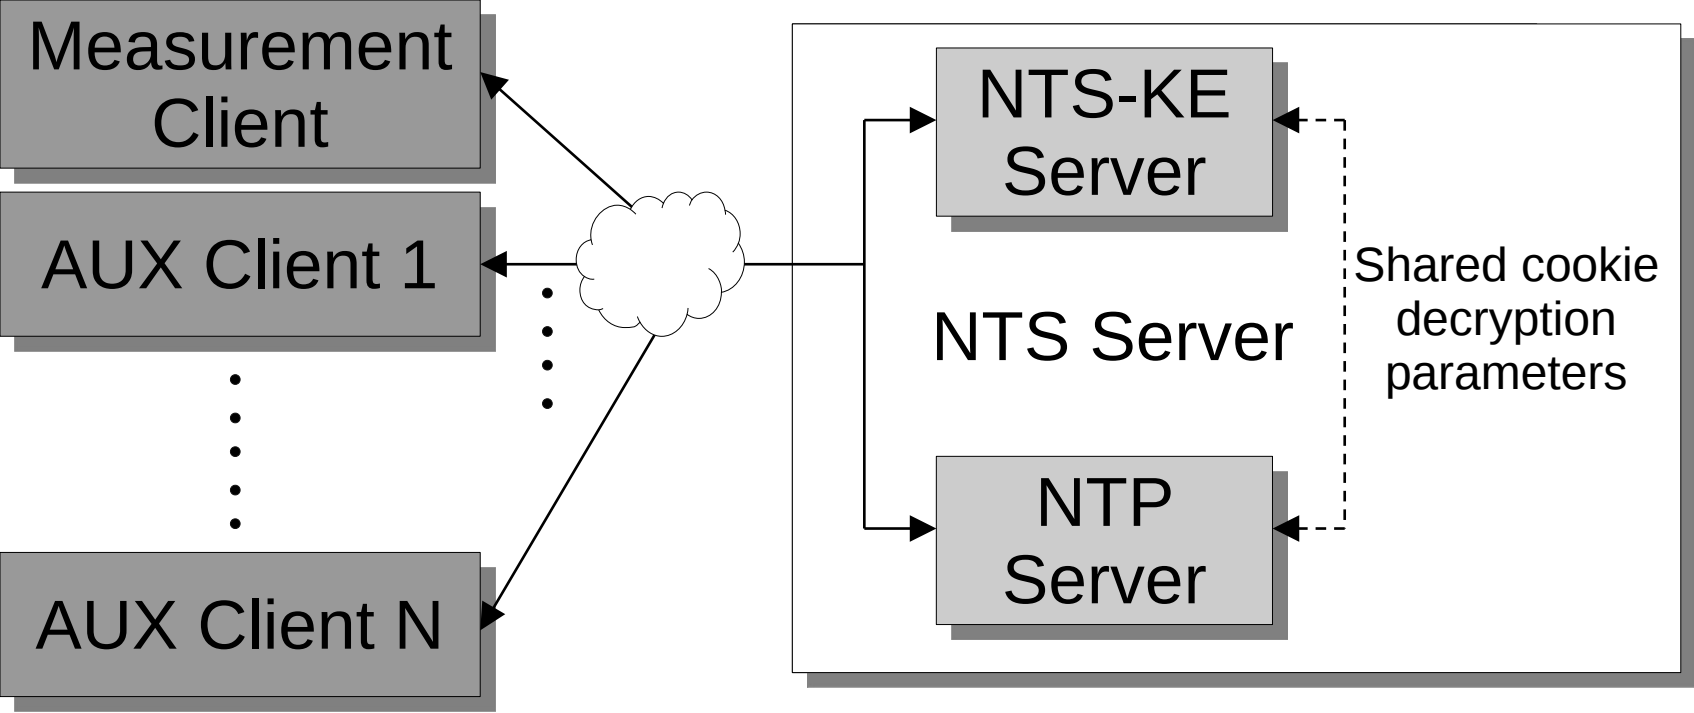 Measurement
Client
AUX Client 1
AUX Client N
NTS-KE
Server
NTS Server
NTP
Server
Shared cookie
decryption
parameters